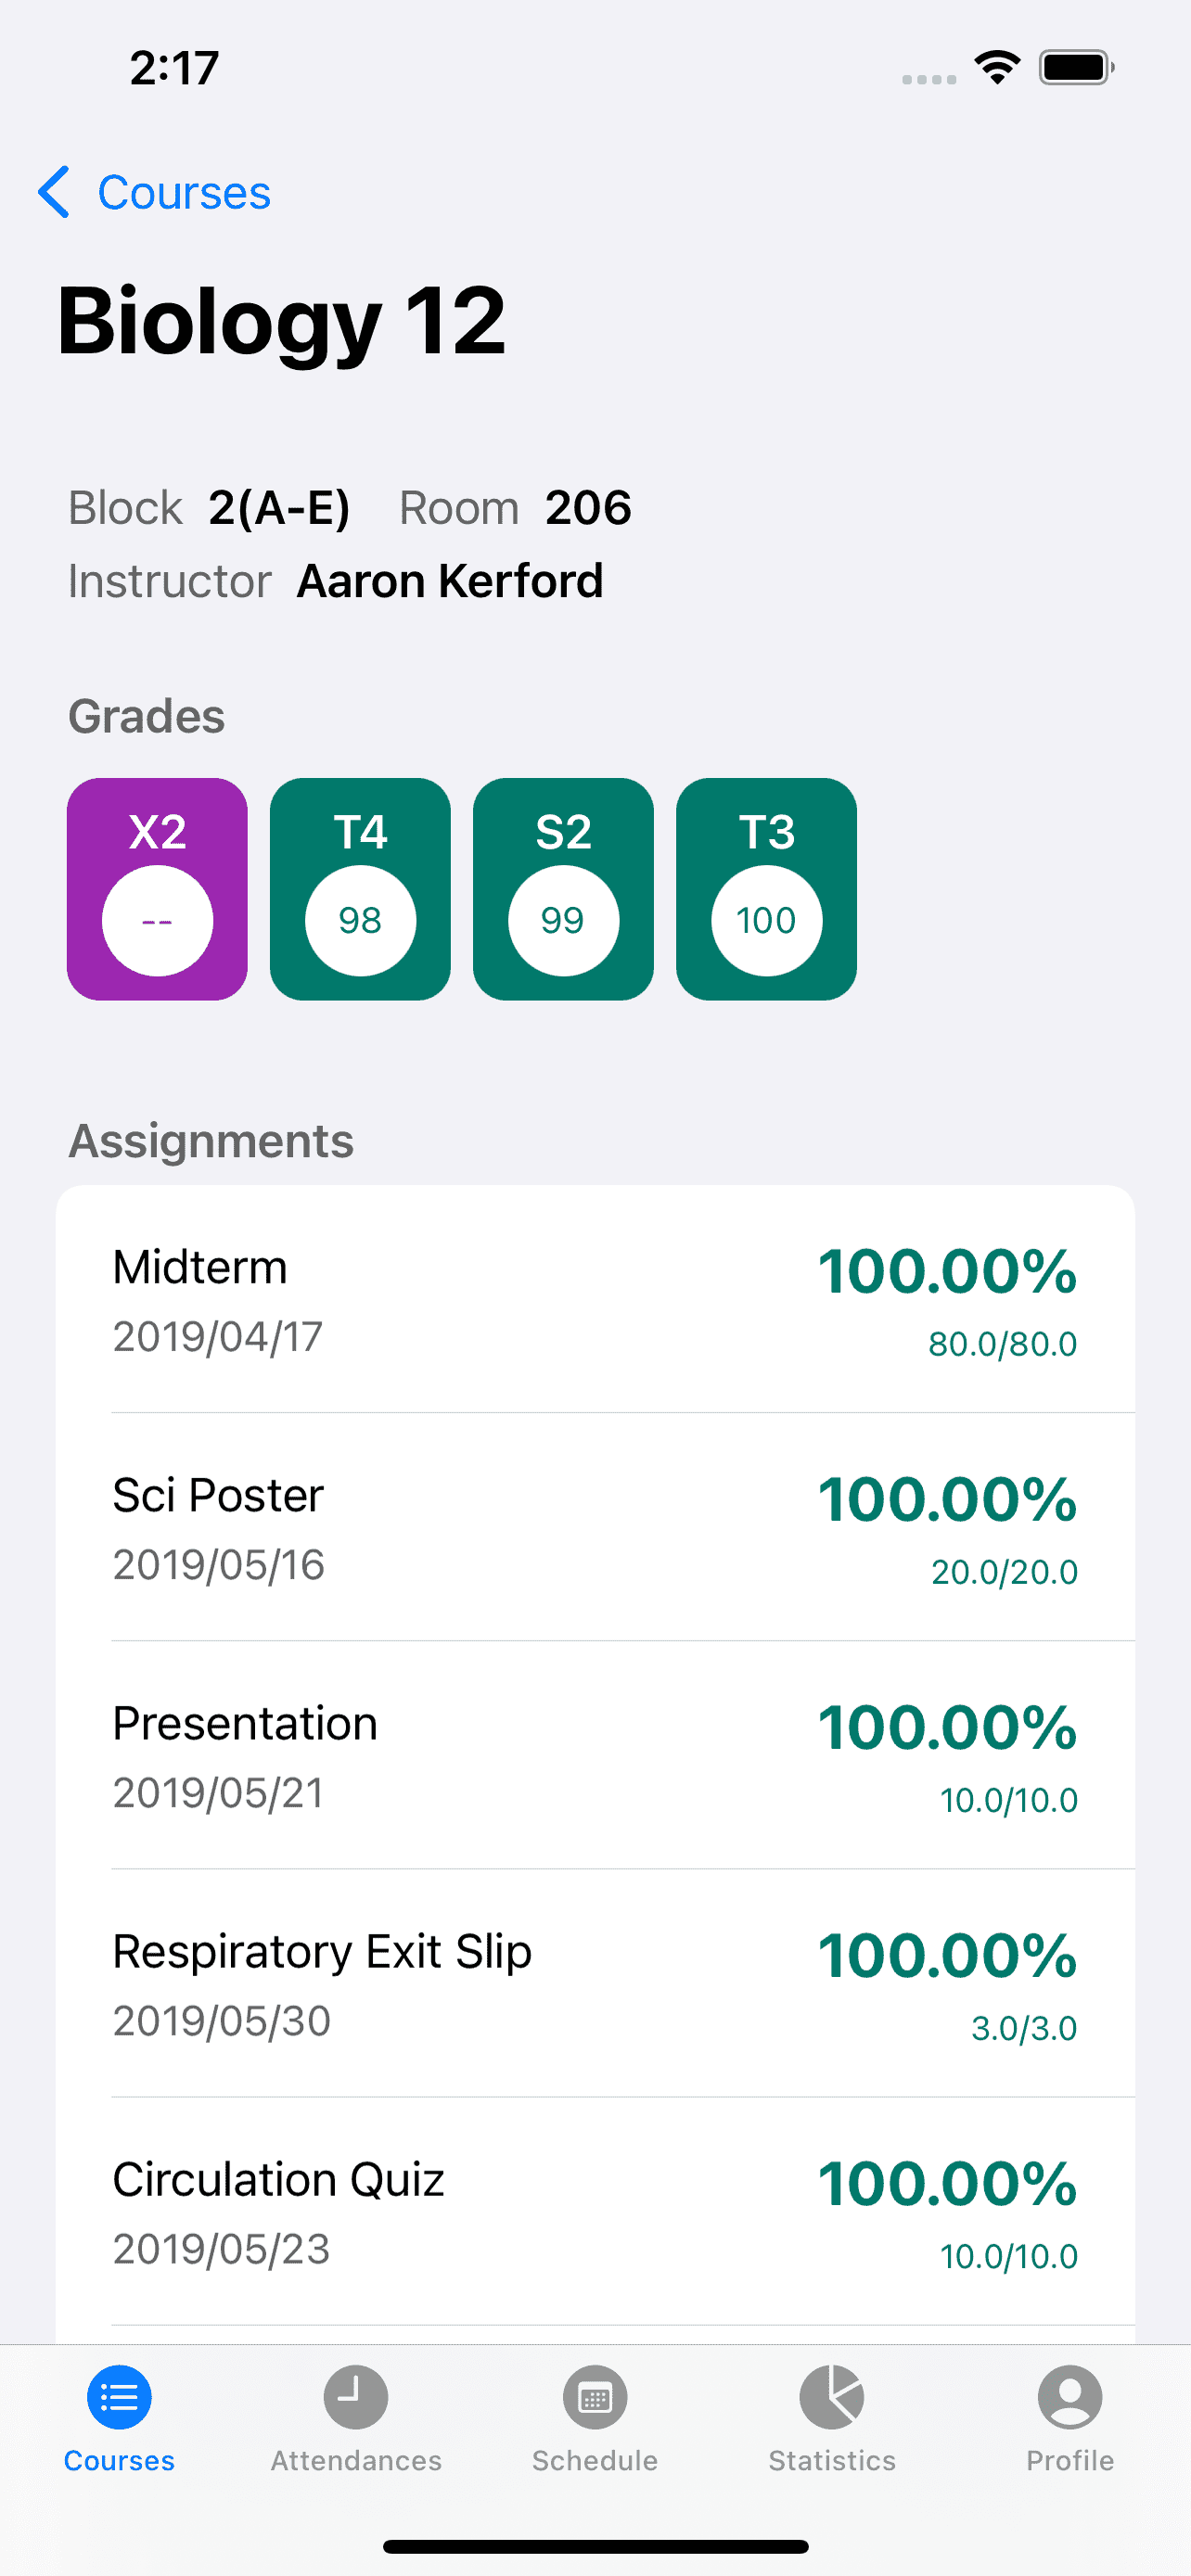 2:17
Courses
Biology 12
Block 2(A-E) Room 206
Instructor Aaron Kerford
Grades
X2 T4 S2 T3
-- 98 99 100
Assignments
Midterm 100.00%
2019/04/17 80.0/80.0
Sci Poster 100.00%
2019/05/16 20.0/20.0
Presentation 100.00%
2019/05/21 10.0/10.0
Respiratory Exit Slip 100.00%
2019/05/30 3.0/3.0
Circulation Quiz 100.00%
2019/05/23 10.0/10.0
Courses Attendances Schedule Statistics Profile